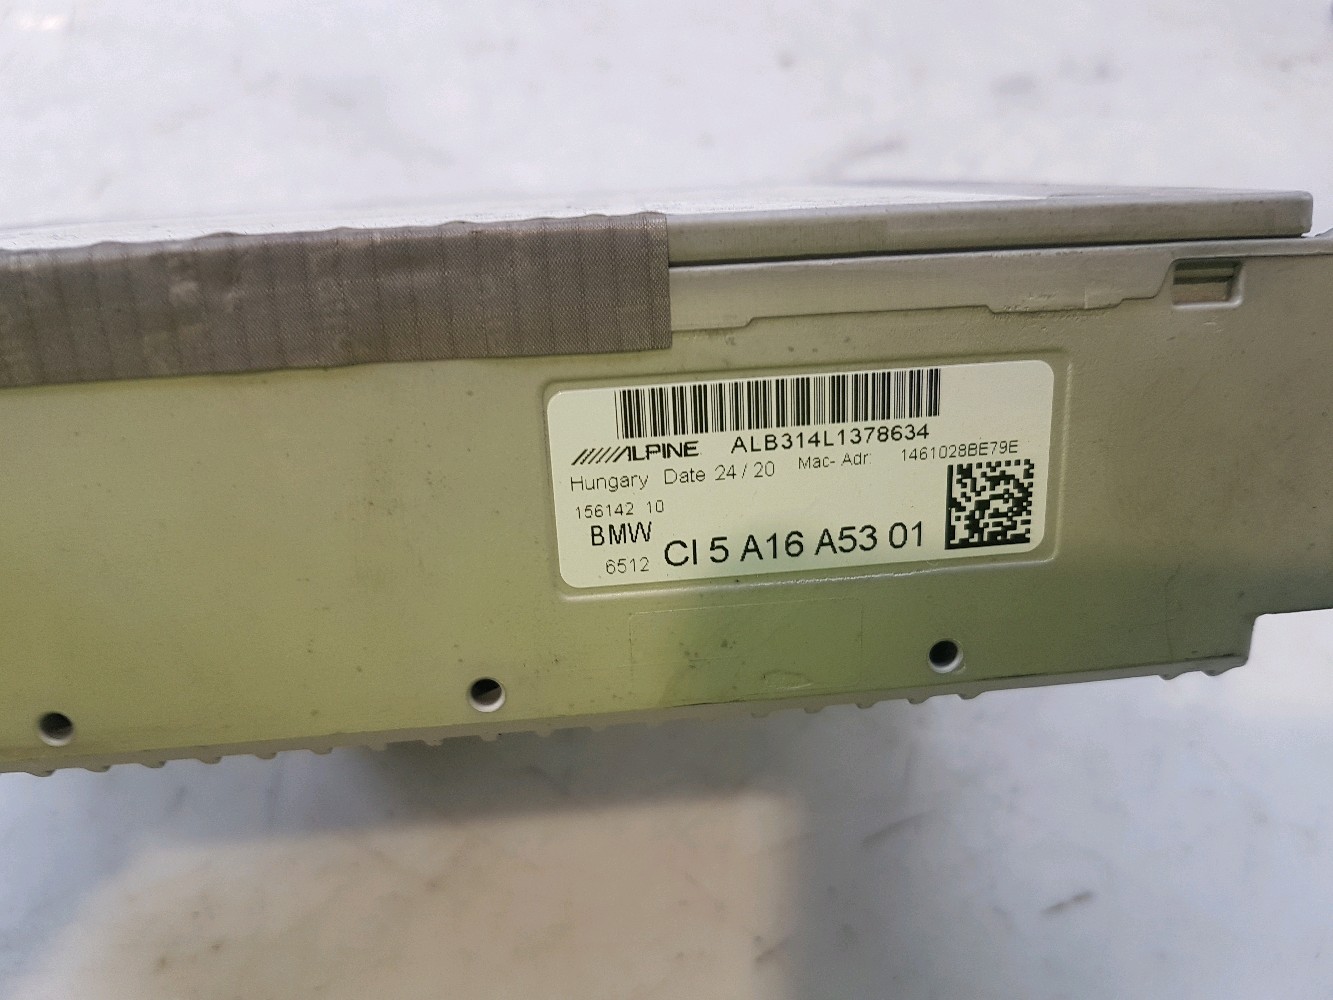 ALB314L1378634
ALPINE
Hungary Date 24/20 Mac-Adr: 1461028BE79E
156142 10
BMW
6512 CI 5 A16 A53 01